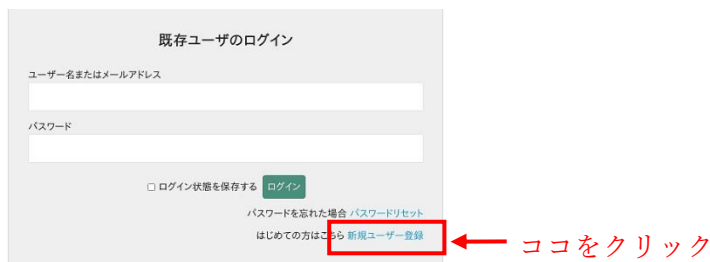 既存ユーザのログイン
ユーザー名またはメールアドレス
パスワード
ログイン状態を保存する ログイン
パスワードを忘れた場合 パスワードリセット
はじめての方はこちら 新規ユーザー登録
ココをクリック